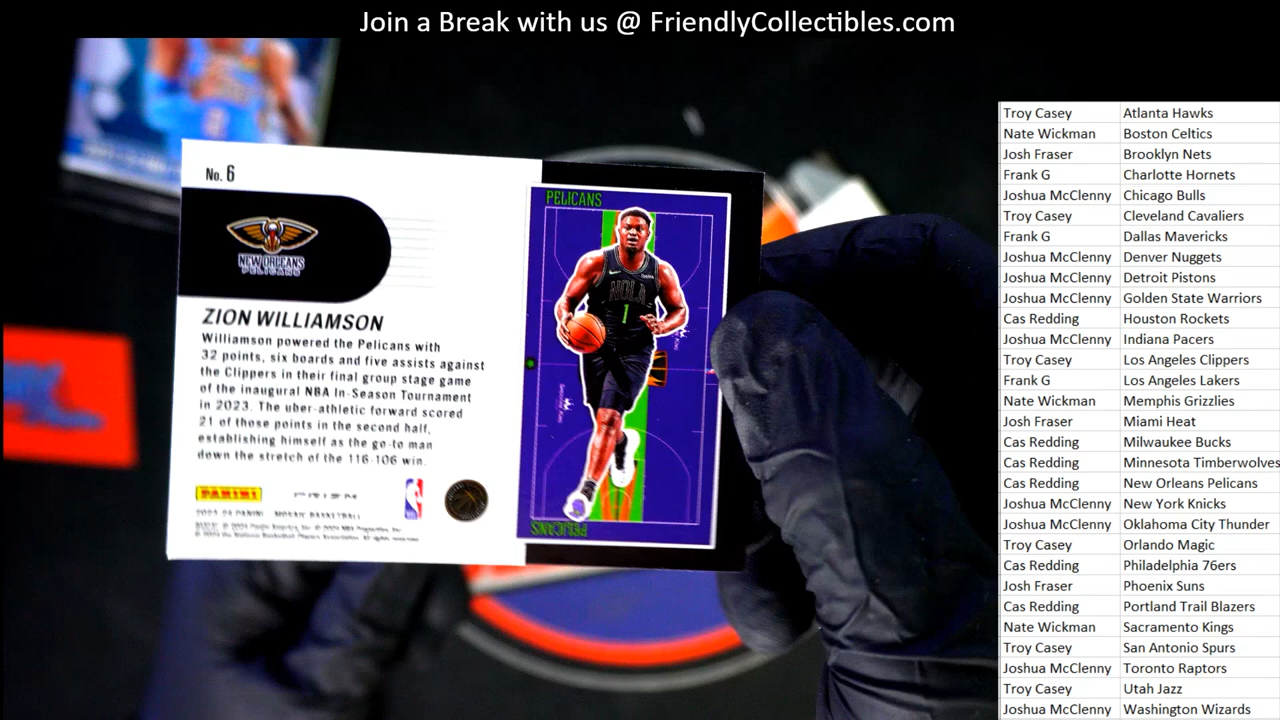 Join a Break with us @ FriendlyCollectibles.com
No. 6
NEW ORLEANS
PELICANS
ZION WILLIAMSON
Williamson powered the Pelicans with
32 points, six boards and five assists against
the Clippers in their final group stage game
of the inaugural NBA In-Season Tournament
in 2023. The uber-athletic forward scored
21 of those points in the second half,
establishing himself as the go-to man
down the stretch of the 116-106 win.
PANINI
PRIZM
2023-24 PANINI - MOSAIC BASKETBALL
PELICANS
NOLA
1
PELICANS
Troy Casey Atlanta Hawks
Nate Wickman Boston Celtics
Josh Fraser Brooklyn Nets
Frank G Charlotte Hornets
Joshua McClenny Chicago Bulls
Troy Casey Cleveland Cavaliers
Frank G Dallas Mavericks
Joshua McClenny Denver Nuggets
Joshua McClenny Detroit Pistons
Joshua McClenny Golden State Warriors
Cas Redding Houston Rockets
Joshua McClenny Indiana Pacers
Troy Casey Los Angeles Clippers
Frank G Los Angeles Lakers
Nate Wickman Memphis Grizzlies
Josh Fraser Miami Heat
Cas Redding Milwaukee Bucks
Cas Redding Minnesota Timberwolves
Cas Redding New Orleans Pelicans
Joshua McClenny New York Knicks
Joshua McClenny Oklahoma City Thunder
Troy Casey Orlando Magic
Cas Redding Philadelphia 76ers
Josh Fraser Phoenix Suns
Cas Redding Portland Trail Blazers
Nate Wickman Sacramento Kings
Troy Casey San Antonio Spurs
Joshua McClenny Toronto Raptors
Troy Casey Utah Jazz
Joshua McClenny Washington Wizards